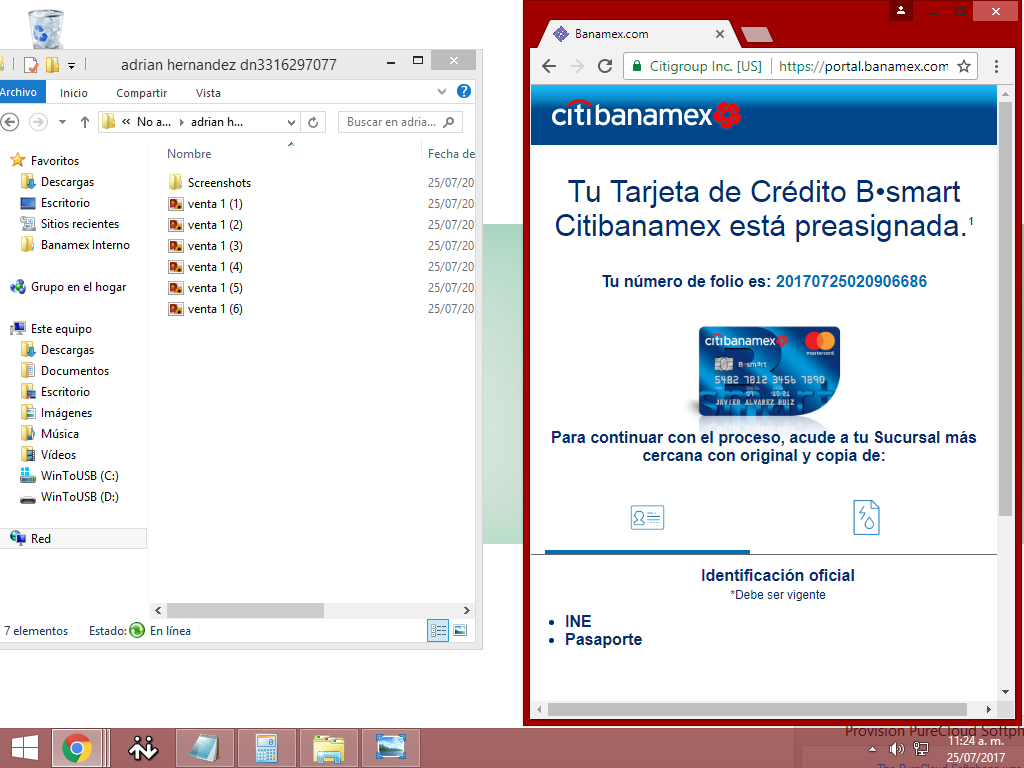 adrian hernandez dn3316297077
Archivo
Inicio
Compartir
Vista
« No a...
adrian h...
Buscar en adria...
Favoritos
Descargas
Escritorio
Sitios recientes
Banamex Interno
Grupo en el hogar
Este equipo
Descargas
Documentos
Escritorio
Imágenes
Música
Vídeos
WinToUSB (C:)
WinToUSB (D:)
Red
Nombre
Fecha de
Screenshots
25/07/20
venta 1 (1)
25/07/20
venta 1 (2)
25/07/20
venta 1 (3)
25/07/20
venta 1 (4)
25/07/20
venta 1 (5)
25/07/20
venta 1 (6)
25/07/20
7 elementos
Estado:
En línea
Banamex.com
Citigroup Inc. [US]
https://portal.banamex.com
citibanamex
Tu Tarjeta de Crédito B•smart
Citibanamex está preasignada.¹
Tu número de folio es: 20170725020906686
citibanamex
mastercard.
B•smart
5482 7812 3456 7890
07 10/21
JAVIER ALVAREZ RUIZ
Para continuar con el proceso, acude a tu Sucursal más
cercana con original y copia de:
Identificación oficial
*Debe ser vigente
• INE
• Pasaporte
Provision PureCloud Softph
11:24 a. m.
25/07/2017